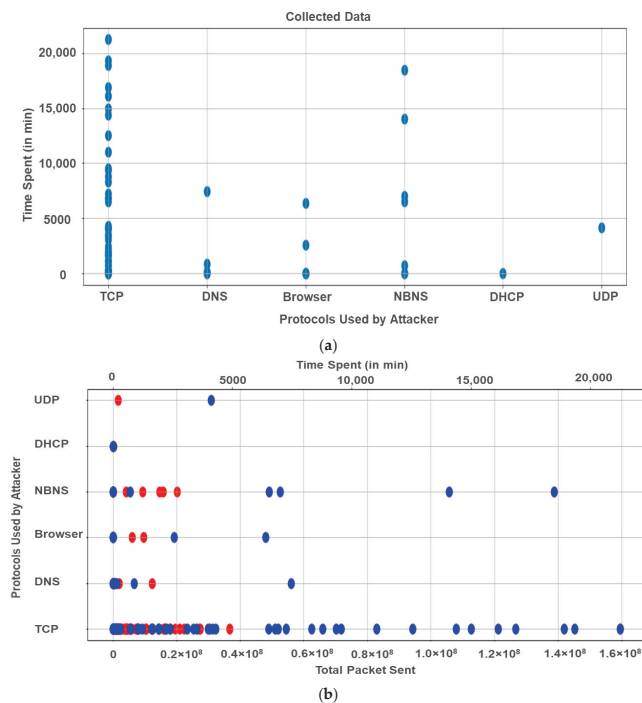 Collected Data
20,000
15,000
10,000
5000
0
Time Spent (in min)
TCP DNS Browser NBNS DHCP UDP
Protocols Used by Attacker
(a)
Time Spent (in min)
0 5000 10,000 15,000 20,000
UDP
DHCP
NBNS
Browser
DNS
TCP
Protocols Used by Attacker
0 0.2×10⁸ 0.4×10⁸ 0.6×10⁸ 0.8×10⁸ 1.0×10⁸ 1.2×10⁸ 1.4×10⁸ 1.6×10⁸
Total Packet Sent
(b)